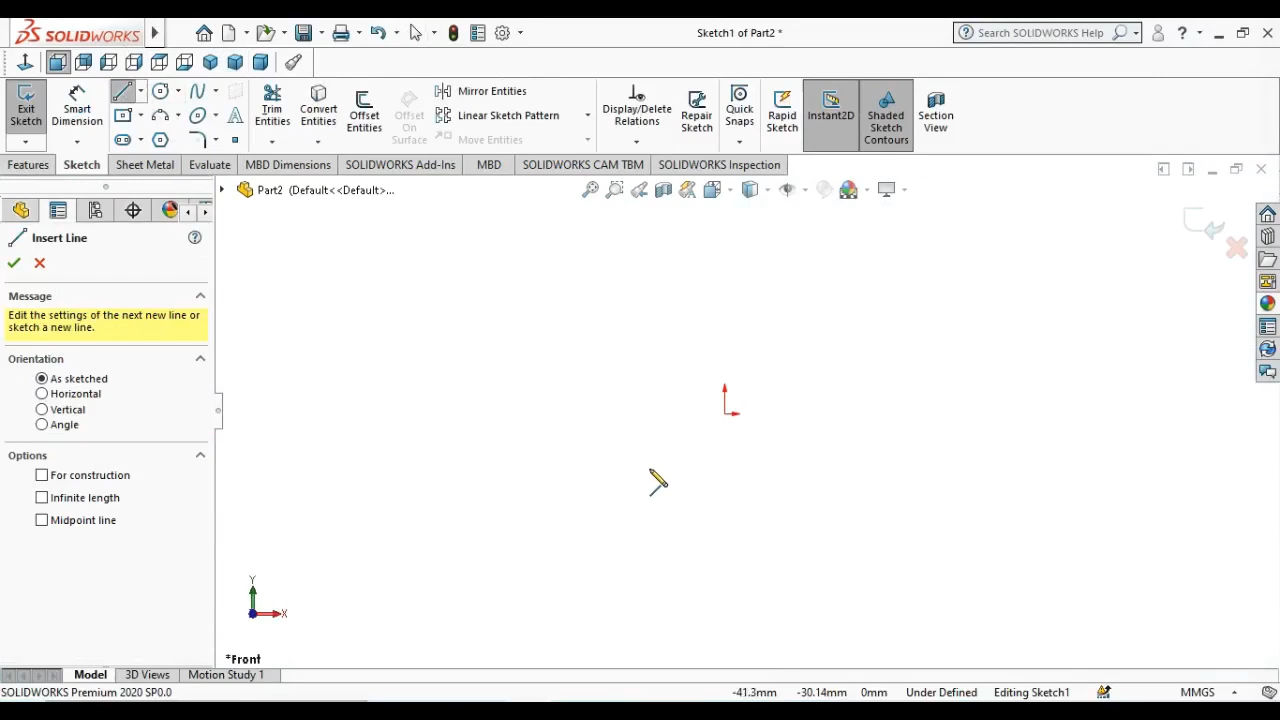 SOLIDWORKS
Sketch1 of Part2 *
Search SOLIDWORKS Help
?
Exit Sketch
Smart Dimension
Trim Entities
Convert Entities
Offset Entities
Offset On Surface
Mirror Entities
Linear Sketch Pattern
Move Entities
Display/Delete Relations
Repair Sketch
Quick Snaps
Rapid Sketch
Instant2D
Shaded Sketch Contours
Section View
Features
Sketch
Sheet Metal
Evaluate
MBD Dimensions
SOLIDWORKS Add-Ins
MBD
SOLIDWORKS CAM TBM
SOLIDWORKS Inspection
Part2 (Default<<Default>...
Insert Line
?
Message
Edit the settings of the next new line or
sketch a new line.
Orientation
As sketched
Horizontal
Vertical
Angle
Options
For construction
Infinite length
Midpoint line
Y
X
*Front
Model
3D Views
Motion Study 1
SOLIDWORKS Premium 2020 SP0.0
-41.3mm
-30.14mm
0mm
Under Defined
Editing Sketch1
MMGS